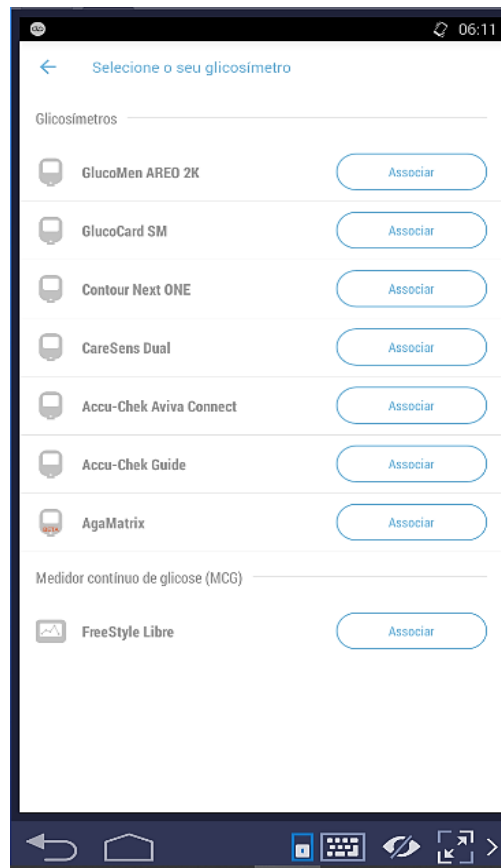 06:11
Selecione o seu glicosímetro
Glicosímetros
GlucoMen AREO 2K Associar
GlucoCard SM Associar
Contour Next ONE Associar
CareSens Dual Associar
Accu-Chek Aviva Connect Associar
Accu-Chek Guide Associar
AgaMatrix Associar
Medidor contínuo de glicose (MCG)
FreeStyle Libre Associar